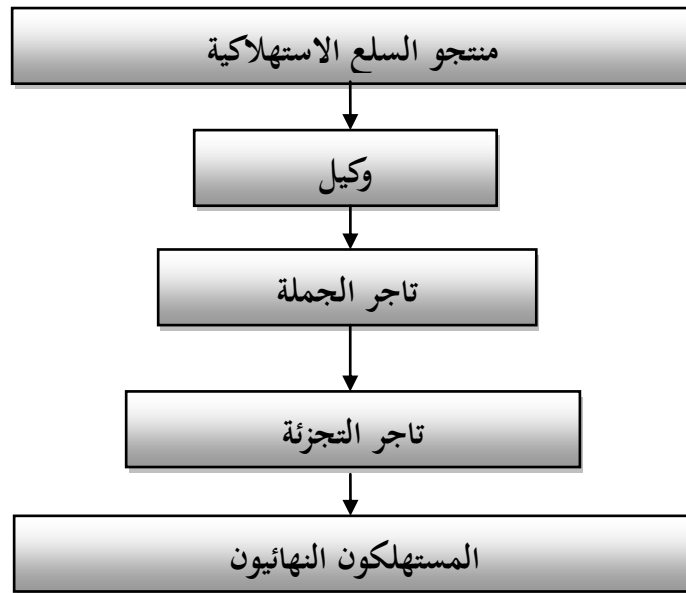 منتجو السلع الاستهلاكية
وكيل
تاجر الجملة
تاجر التجزئة
المستهلكون النهائيون